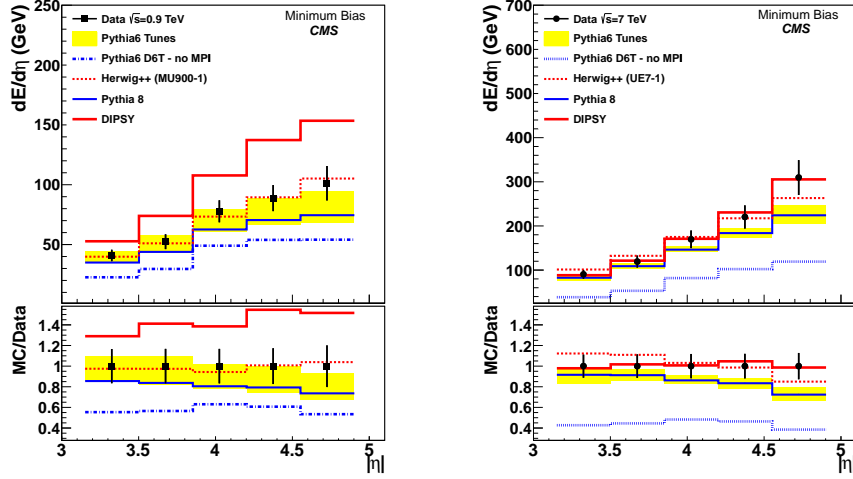 Minimum Bias
CMS
Data √s=0.9 TeV
Pythia6 Tunes
Pythia6 D6T - no MPI
Herwig++ (MU900-1)
Pythia 8
DIPSY
dE/dη (GeV)
250
200
150
100
50
MC/Data
1.4
1.2
1
0.8
0.6
0.4
3 3.5 4 4.5 5
|η|
Minimum Bias
CMS
Data √s=7 TeV
Pythia6 Tunes
Pythia6 D6T - no MPI
Herwig++ (UE7-1)
Pythia 8
DIPSY
dE/dη (GeV)
700
600
500
400
300
200
100
MC/Data
1.4
1.2
1
0.8
0.6
0.4
3 3.5 4 4.5 5
|η|